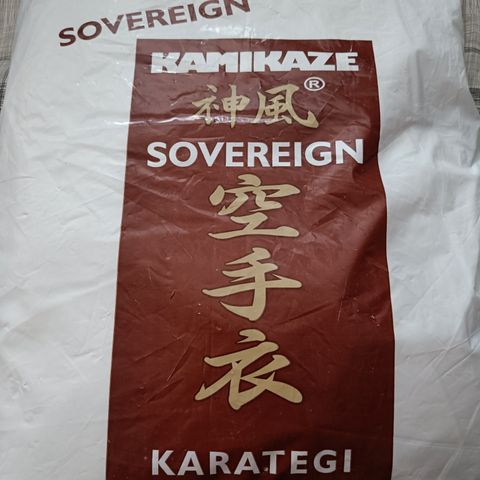 SOVEREIGN
KAMIKAZE
神風®
SOVEREIGN
空
手
衣
KARATEGI